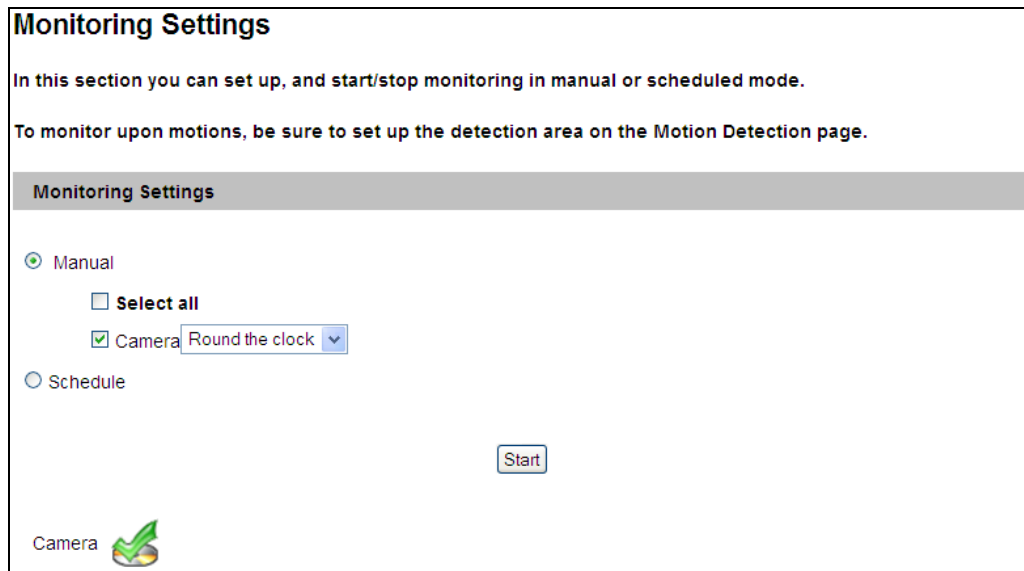 Monitoring Settings
In this section you can set up, and start/stop monitoring in manual or scheduled mode.
To monitor upon motions, be sure to set up the detection area on the Motion Detection page.
Monitoring Settings
Manual
Select all
Camera Round the clock
Schedule
Start
Camera